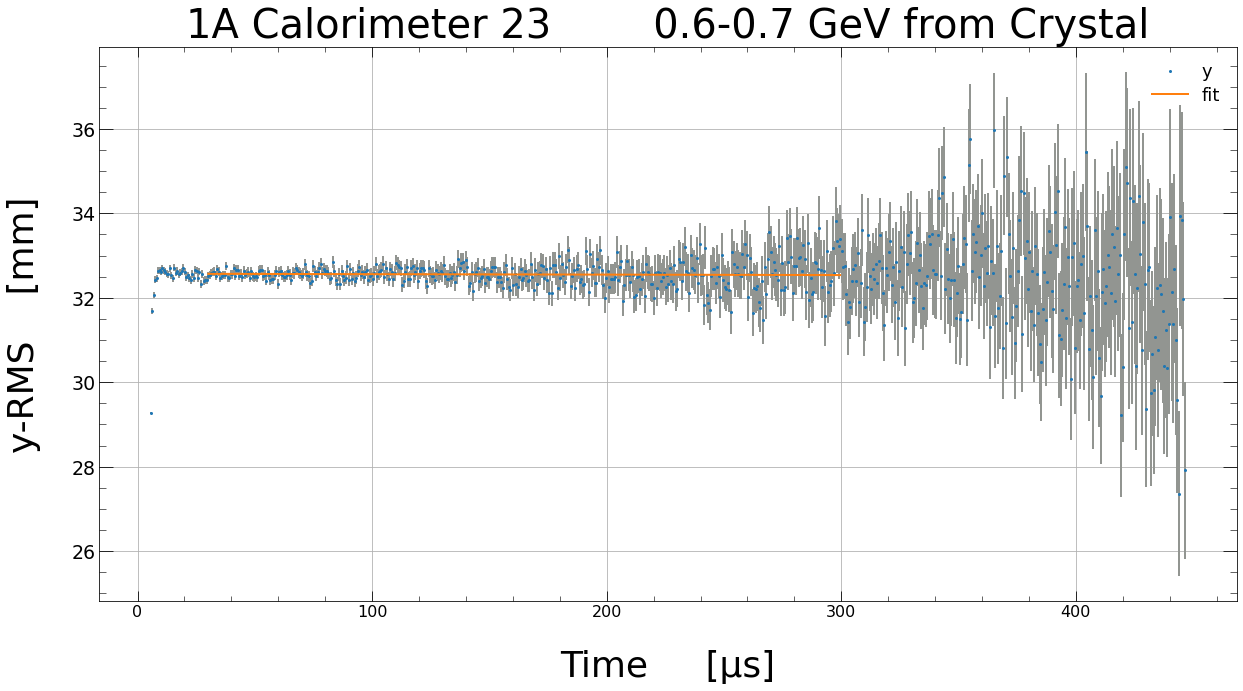 1A Calorimeter 23 0.6-0.7 GeV from Crystal
y
fit
y-RMS [mm]
36
34
32
30
28
26
0 100 200 300 400
Time [µs]